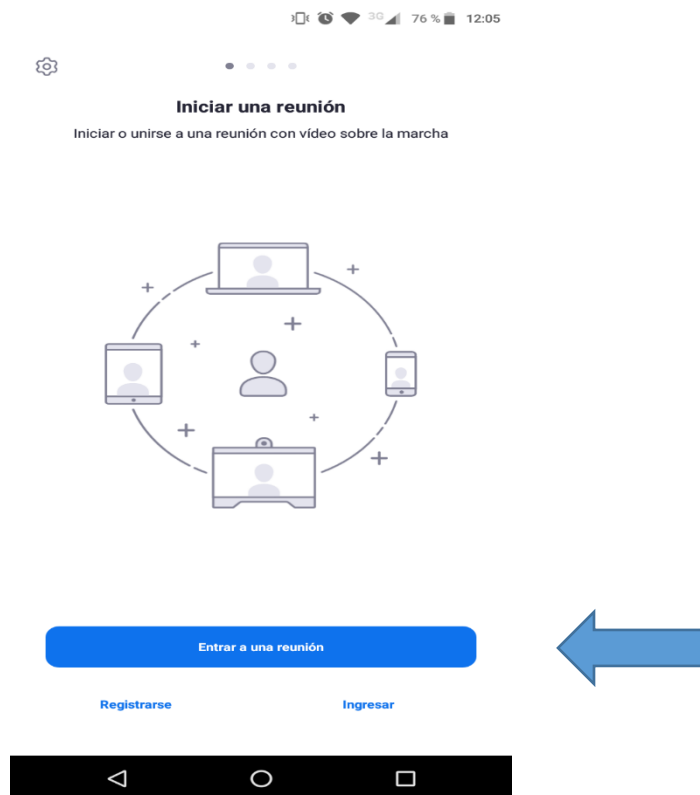 3G 76 % 12:05
Iniciar una reunión
Iniciar o unirse a una reunión con vídeo sobre la marcha
Entrar a una reunión
Registrarse Ingresar